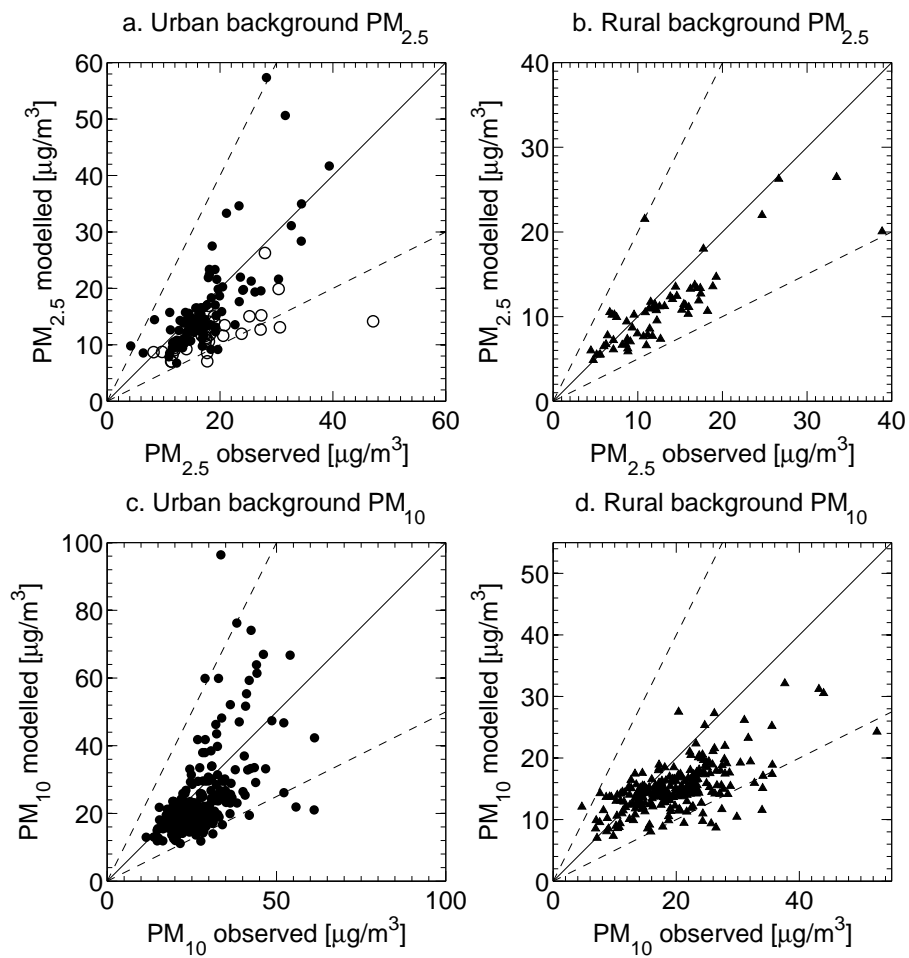 a. Urban background PM2.5
60
50
40
30
20
10
0
PM2.5 modelled [μg/m3]
0 20 40 60
PM2.5 observed [μg/m3]
b. Rural background PM2.5
40
30
20
10
0
PM2.5 modelled [μg/m3]
0 10 20 30 40
PM2.5 observed [μg/m3]
c. Urban background PM10
100
80
60
40
20
0
PM10 modelled [μg/m3]
0 50 100
PM10 observed [μg/m3]
d. Rural background PM10
50
40
30
20
10
0
PM10 modelled [μg/m3]
0 20 40
PM10 observed [μg/m3]